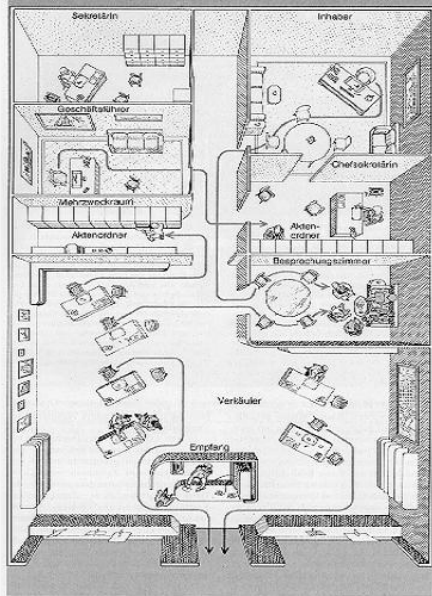 Sekretärin
Inhaber
Geschäftsführer
Chefsekretärin
Mehrzweckraum
Aktenordner
Akten-
ordner
Besprechungszimmer
Verkäufer
Empfang